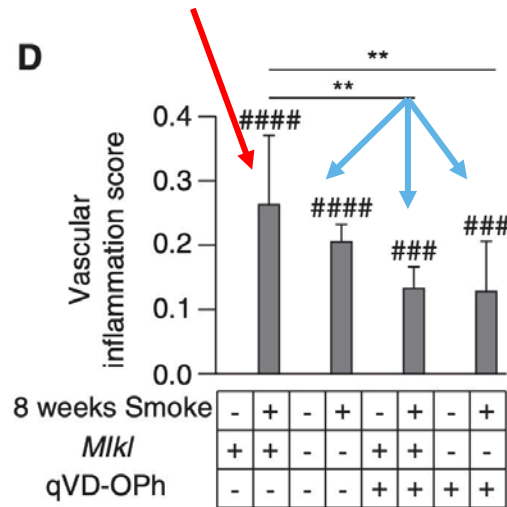 D
**
**
####
####
###
###
Vascular
inflammation score
0.4
0.3
0.2
0.1
0.0
8 weeks Smoke - + - + - + - +
Mlkl + + - - + + - -
qVD-OPh - - - - + + + +